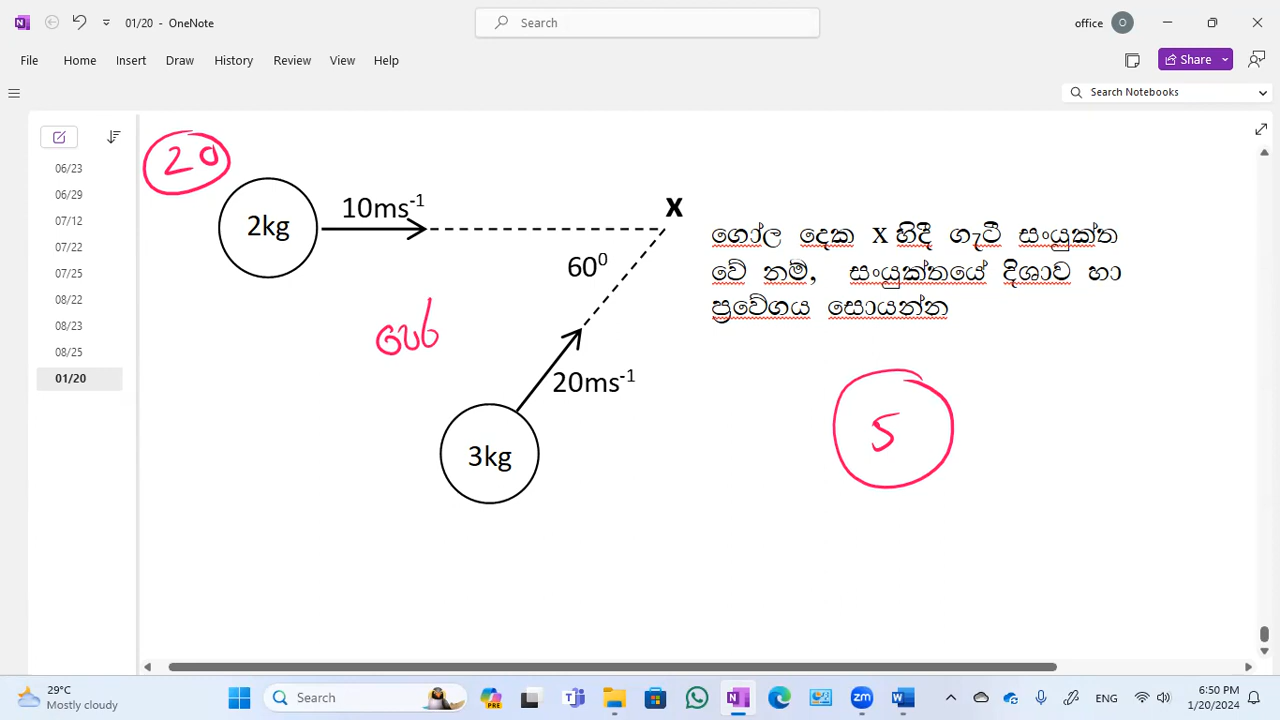 01/20 - OneNote
Search
office
O
File Home Insert Draw History Review View Help
Share
Search Notebooks
06/23
06/29
07/12
07/22
07/25
08/22
08/23
08/25
01/20
20
2kg
10ms-1
X
60⁰
ගෝල දෙක X හිදී ගැටී සංයුක්ත
වේ නම්, සංයුක්තයේ දිශාව හා
ප්‍රවේගය සොයන්න
පෙර
20ms-1
3kg
5
29°C
Mostly cloudy
Search
PRE
zm
ENG
6:50 PM
1/20/2024